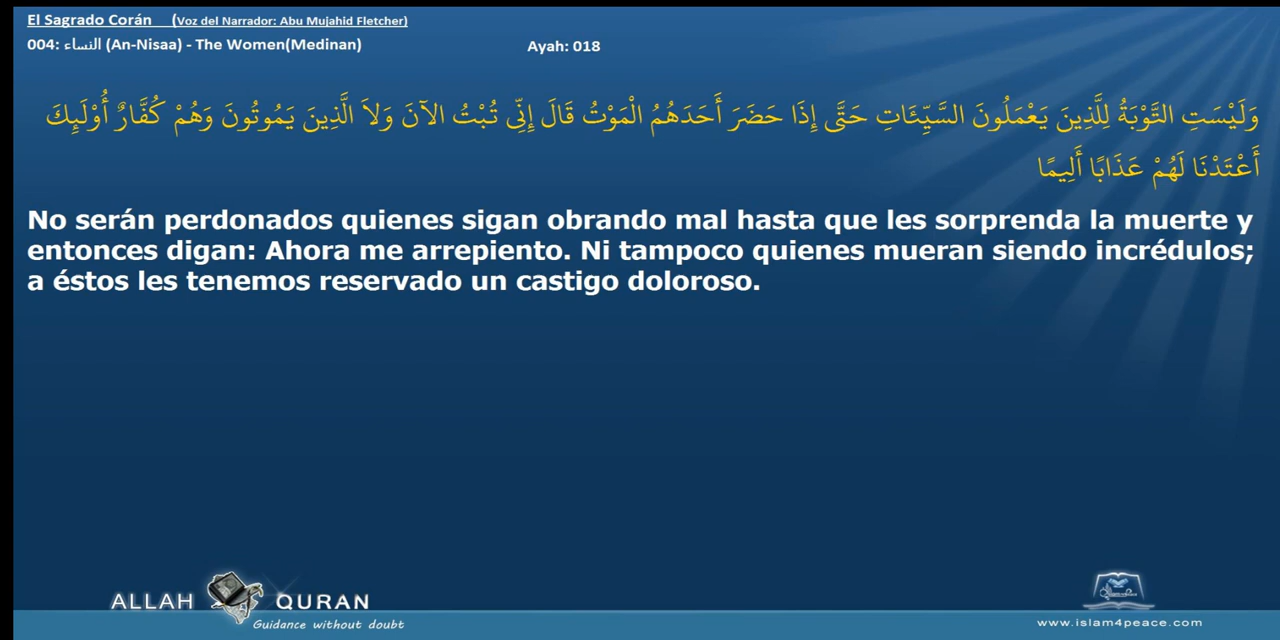 El Sagrado Corán (Voz del Narrador: Abu Mujahid Fletcher)
004: النساء (An-Nisaa) - The Women(Medinan) Ayah: 018
وَلَيْسَتِ التَّوْبَةُ لِلَّذِينَ يَعْمَلُونَ السَّيِّئَاتِ حَتَّى إِذَا حَضَرَ أَحَدَهُمُ الْمَوْتُ قَالَ إِنِّي تُبْتُ الآنَ وَلاَ الَّذِينَ يَمُوتُونَ وَهُمْ كُفَّارٌ أُوْلَئِكَ
أَعْتَدْنَا لَهُمْ عَذَابًا أَلِيمًا
No serán perdonados quienes sigan obrando mal hasta que les sorprenda la muerte y
entonces digan: Ahora me arrepiento. Ni tampoco quienes mueran siendo incrédulos;
a éstos les tenemos reservado un castigo doloroso.
ALLAH QURAN
Guidance without doubt
www.islam4peace.com